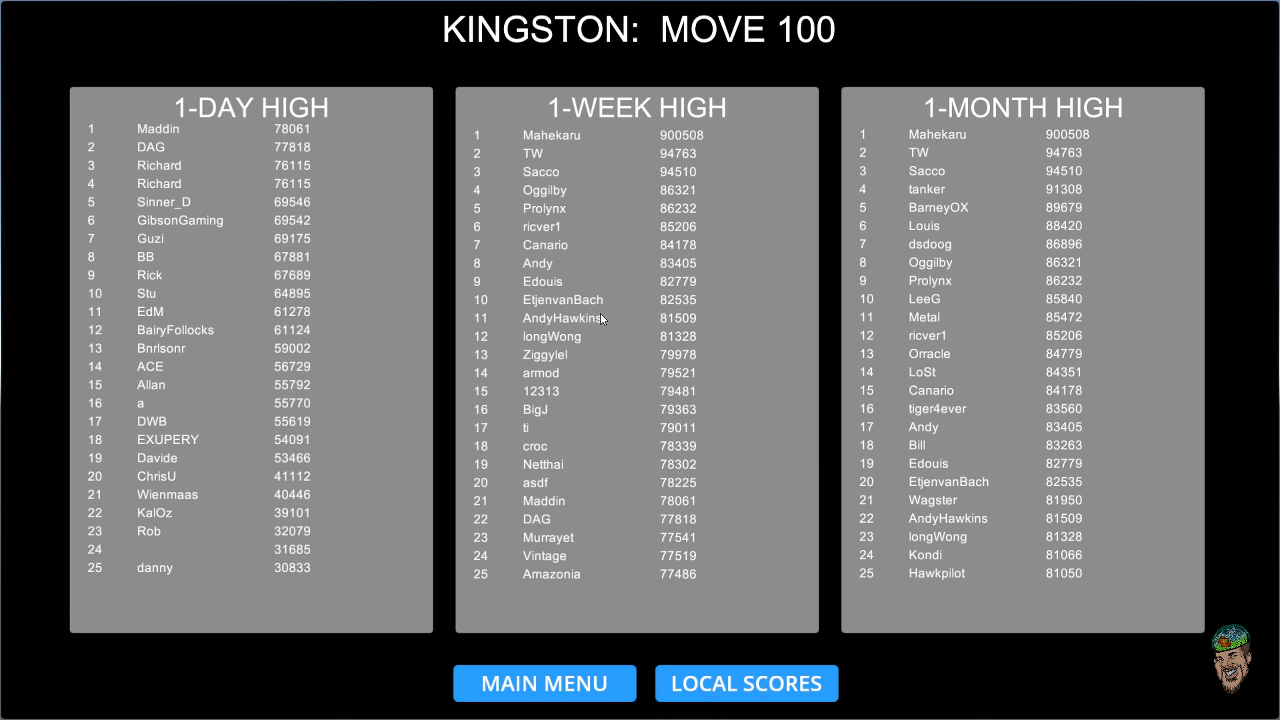 KINGSTON: MOVE 100
1-DAY HIGH
1 Maddin 78061
2 DAG 77818
3 Richard 76115
4 Richard 76115
5 Sinner_D 69546
6 GibsonGaming 69542
7 Guzi 69175
8 BB 67881
9 Rick 67689
10 Stu 64895
11 EdM 61278
12 BairyFollocks 61124
13 Bnrlsonr 59002
14 ACE 56729
15 Allan 55792
16 a 55770
17 DWB 55619
18 EXUPERY 54091
19 Davide 53466
20 ChrisU 41112
21 Wienmaas 40446
22 KalOz 39101
23 Rob 32079
24 31685
25 danny 30833
1-WEEK HIGH
1 Mahekaru 900508
2 TW 94763
3 Sacco 94510
4 Oggilby 86321
5 Prolynx 86232
6 ricver1 85206
7 Canario 84178
8 Andy 83405
9 Edouis 82779
10 EtjenvanBach 82535
11 AndyHawkins 81509
12 longWong 81328
13 Ziggylel 79978
14 armod 79521
15 12313 79481
16 BigJ 79363
17 ti 79011
18 croc 78339
19 Netthai 78302
20 asdf 78225
21 Maddin 78061
22 DAG 77818
23 Murrayet 77541
24 Vintage 77519
25 Amazonia 77486
1-MONTH HIGH
1 Mahekaru 900508
2 TW 94763
3 Sacco 94510
4 tanker 91308
5 BarneyOX 89679
6 Louis 88420
7 dsdoog 86896
8 Oggilby 86321
9 Prolynx 86232
10 LeeG 85840
11 Metal 85472
12 ricver1 85206
13 Orracle 84779
14 LoSt 84351
15 Canario 84178
16 tiger4ever 83560
17 Andy 83405
18 Bill 83263
19 Edouis 82779
20 EtjenvanBach 82535
21 Wagster 81950
22 AndyHawkins 81509
23 longWong 81328
24 Kondi 81066
25 Hawkpilot 81050
MAIN MENU
LOCAL SCORES